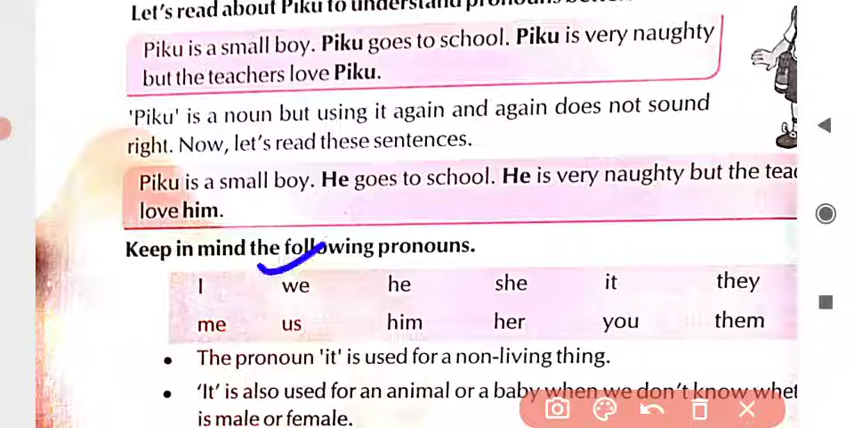 Let's read about Piku to understand pronouns
Piku is a small boy. Piku goes to school. Piku is very naughty
but the teachers love Piku.
'Piku' is a noun but using it again and again does not sound
right. Now, let's read these sentences.
Piku is a small boy. He goes to school. He is very naughty but the
love him.
Keep in mind the following pronouns.
I we he she it they
me us him her you them
• The pronoun 'it' is used for a non-living thing.
• 'It' is also used for an animal or a baby when we don't know
is male or female.